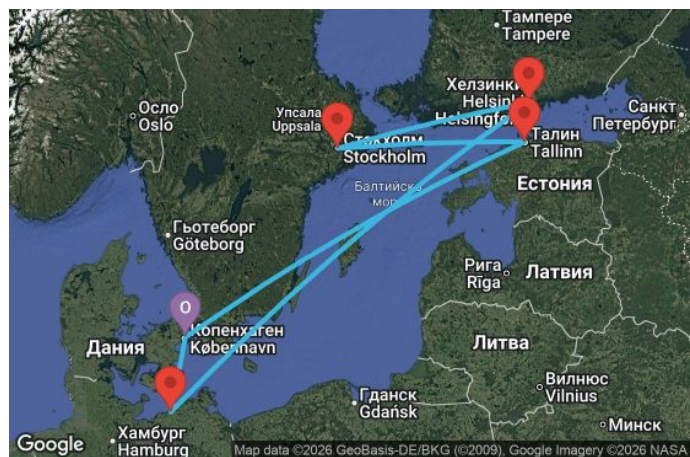 Тампере
Tampere
Хелзинки
Helsinki
Helsingfors
Осло
Oslo
Упсала
Uppsala
Санкт
Петербург
Стокхолм
Stockholm
Талин
Tallinn
Балтийско
море
ЕСТОНИЯ
Гьотеборг
Göteborg
Рига
Rīga
ЛАТВИЯ
O
Копенхаген
København
Дания
Литва
Вилнюс
Vilnius
Гданск
Gdańsk
Минск
Хамбург
Hamburg
Google
Map data ©2026 GeoBasis-DE/BKG (©2009), Google Imagery ©2026 NASA